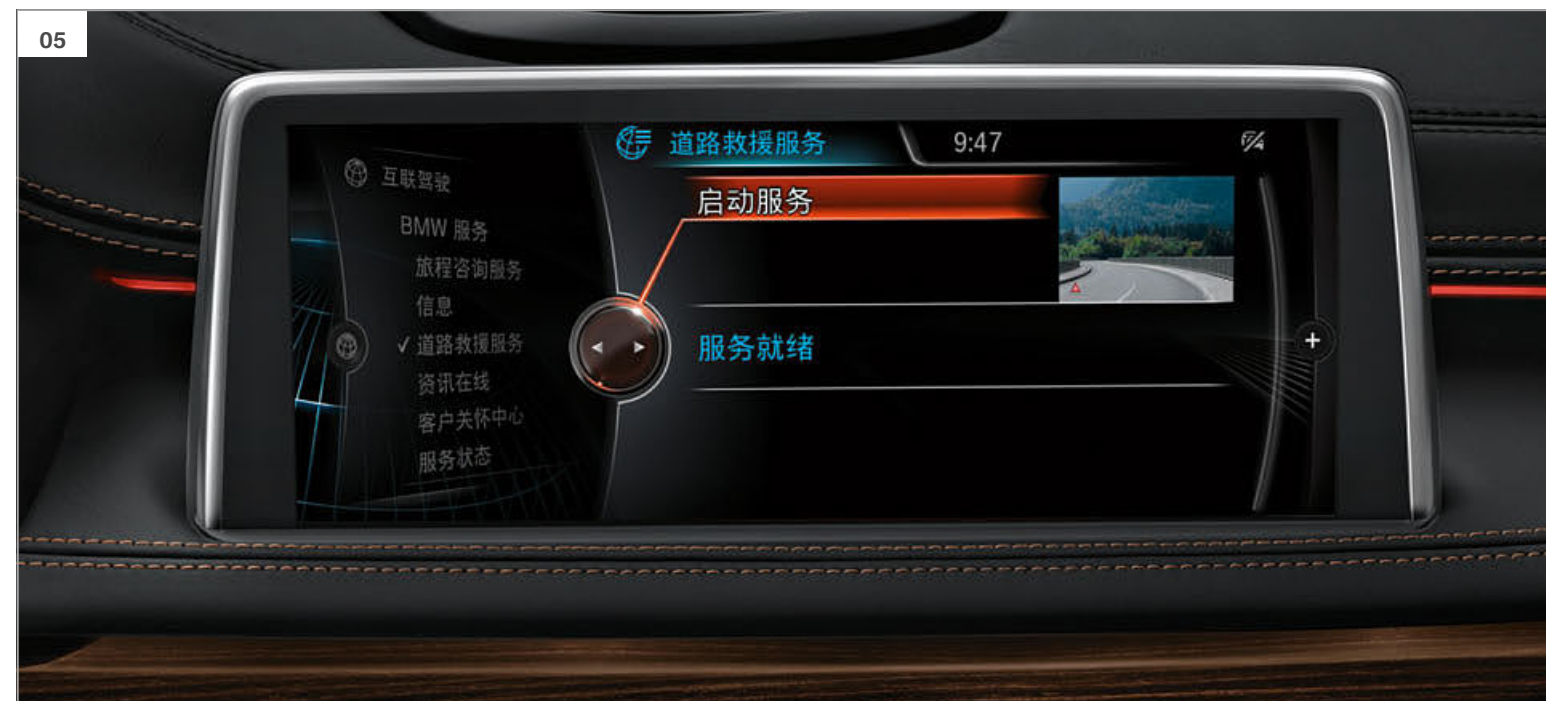 05
互联驾驶
BMW 服务
旅程咨询服务
信息
✓ 道路救援服务
资讯在线
客户关怀中心
服务状态
道路救援服务
9:47
启动服务
服务就绪
+